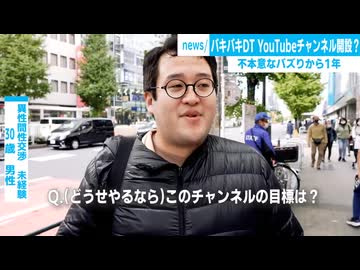 news/
バキバキDT YouTubeチャンネル開設?
不本意なバズりから1年
異性間性交渉 未経験
30歳 男性
Q.(どうせやるなら)このチャンネルの目標は?